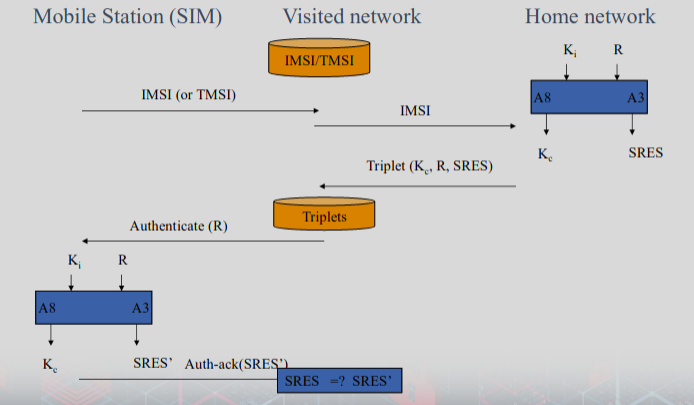 Mobile Station (SIM) Visited network Home network
IMSI/TMSI
K_i R
IMSI (or TMSI)
A8 A3
IMSI
K_c SRES
Triplet (K_c, R, SRES)
Triplets
Authenticate (R)
K_i R
A8 A3
K_c SRES’ Auth-ack(SRES’)
SRES =? SRES’